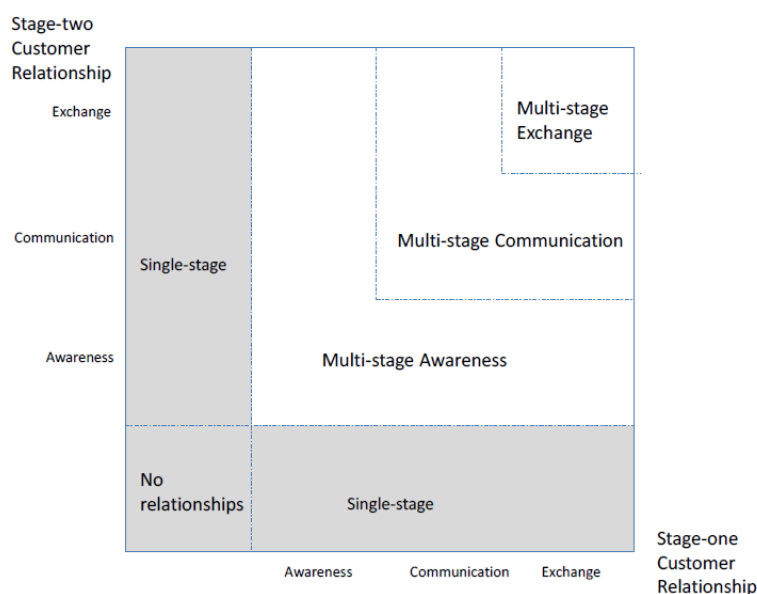 Stage-two
Customer
Relationship
Exchange
Multi-stage
Exchange
Communication
Multi-stage Communication
Single-stage
Awareness
Multi-stage Awareness
No
relationships
Single-stage
Stage-one
Customer
Relationship
Awareness
Communication
Exchange